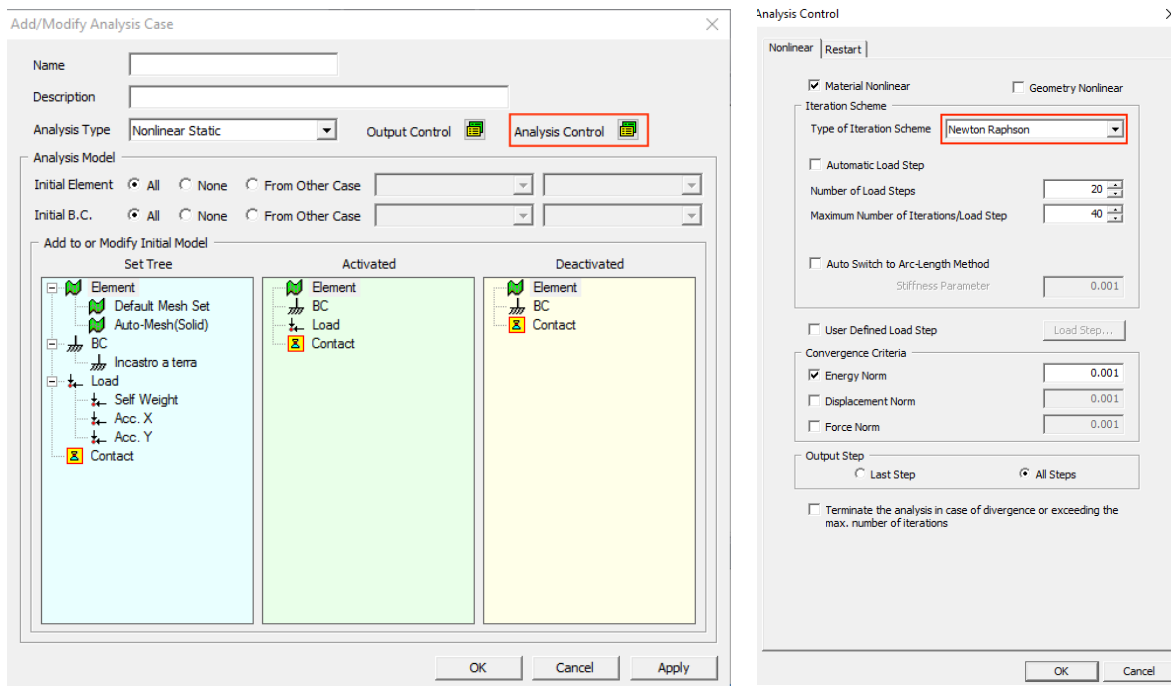 Add/Modify Analysis Case
Name
Description
Analysis Type Nonlinear Static Output Control Analysis Control
Analysis Model
Initial Element All None From Other Case
Initial B.C. All None From Other Case
Add to or Modify Initial Model
Set Tree Activated Deactivated
Element
Default Mesh Set
Auto-Mesh(Solid)
BC
Incastro a terra
Load
Self Weight
Acc. X
Acc. Y
Contact
Element
BC
Load
Contact
Element
BC
Contact
OK Cancel Apply
Analysis Control
Nonlinear Restart
Material Nonlinear Geometry Nonlinear
Iteration Scheme
Type of Iteration Scheme Newton Raphson
Automatic Load Step
Number of Load Steps 20
Maximum Number of Iterations/Load Step 40
Auto Switch to Arc-Length Method
Stiffness Parameter 0.001
User Defined Load Step Load Step...
Convergence Criteria
Energy Norm 0.001
Displacement Norm 0.001
Force Norm 0.001
Output Step
Last Step All Steps
Terminate the analysis in case of divergence or exceeding the
max. number of iterations
OK Cancel